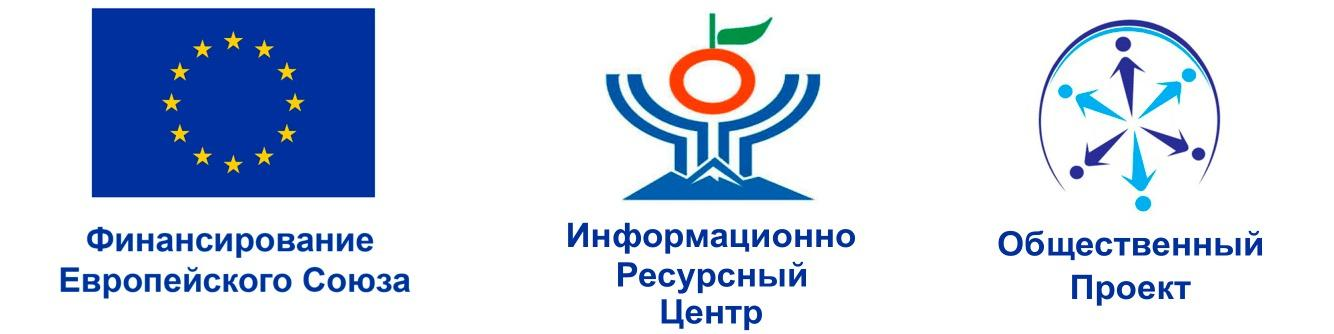 Финансирование
Европейского Союза
Информационно
Ресурсный
Центр
Общественный
Проект